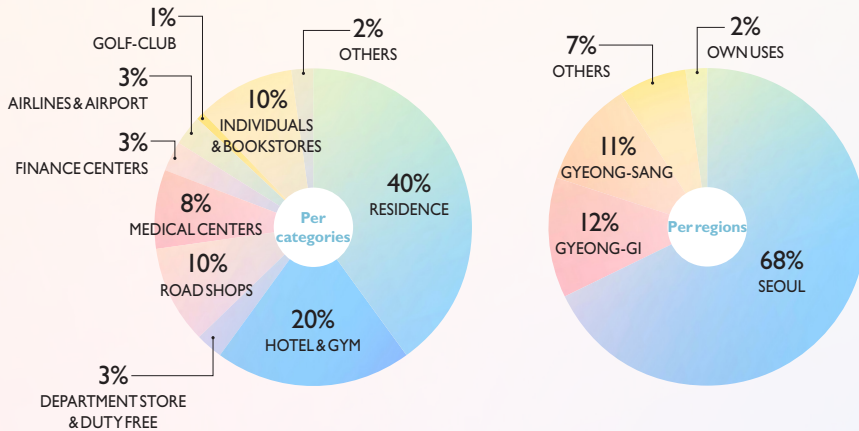 1%
GOLF-CLUB
2%
OTHERS
3%
AIRLINES & AIRPORT
10%
INDIVIDUALS
& BOOKSTORES
3%
FINANCE CENTERS
40%
RESIDENCE
8%
MEDICAL CENTERS
Per
categories
10%
ROAD SHOPS
20%
HOTEL & GYM
3%
DEPARTMENT STORE
& DUTY FREE
2%
OWN USES
7%
OTHERS
11%
GYEONG-SANG
12%
GYEONG-GI
Per regions
68%
SEOUL